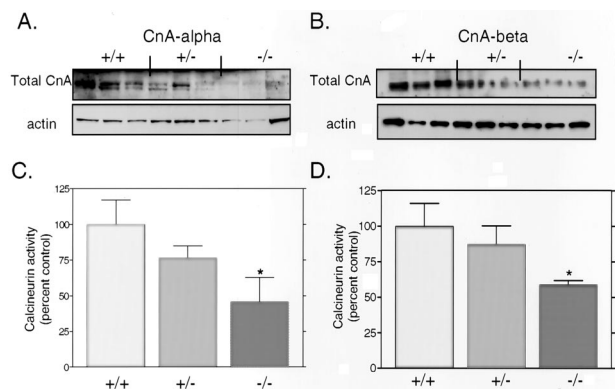 A.
CnA-alpha
+/+ +/- -/-
Total CnA
actin
B.
CnA-beta
+/+ +/- -/-
Total CnA
actin
C.
Calcineurin activity
(percent control)
125
100
75
50
25
0
*
+/+ +/- -/-
D.
Calcineurin activity
(percent control)
125
100
75
50
25
0
*
+/+ +/- -/-